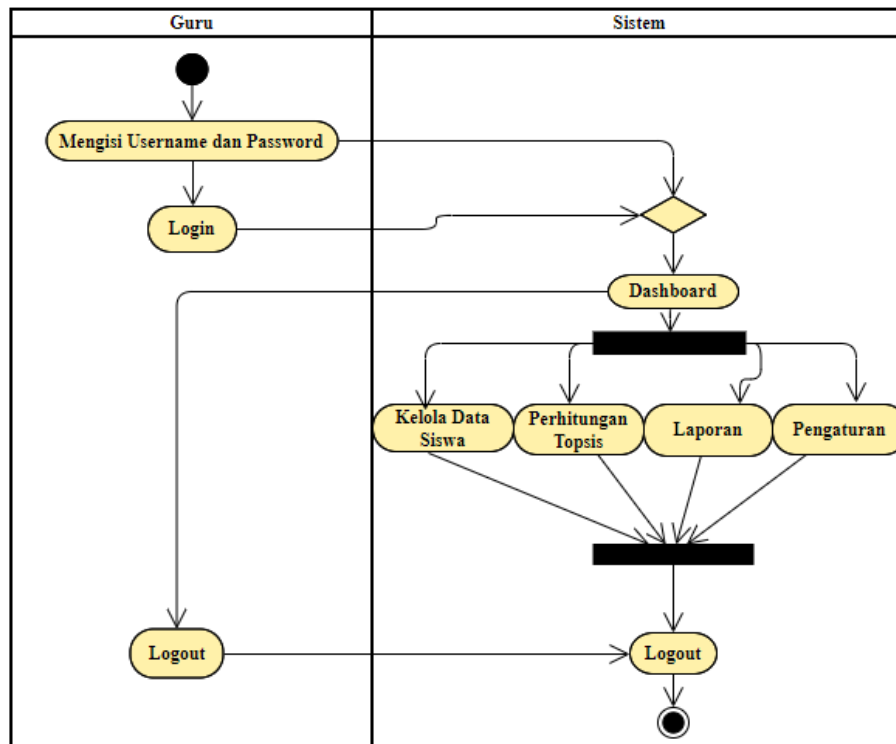 Guru
Sistem
Mengisi Username dan Password
Login
Dashboard
Kelola Data
Siswa
Perhitungan
Topsis
Laporan
Pengaturan
Logout
Logout